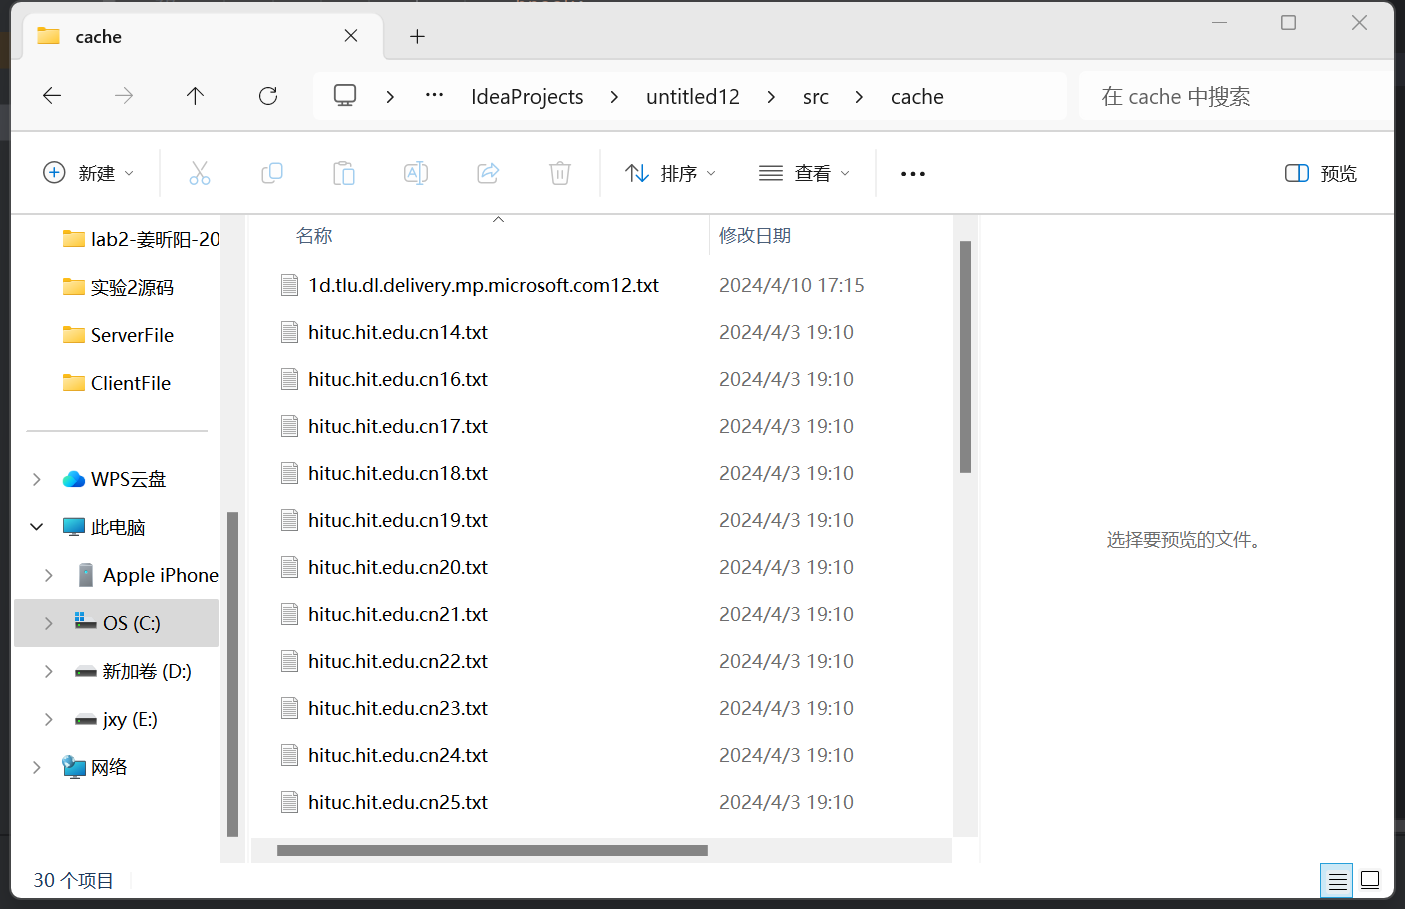 cache
IdeaProjects
untitled12
src
cache
在 cache 中搜索
新建
排序
查看
预览
lab2-姜昕阳-20
实验2源码
ServerFile
ClientFile
WPS云盘
此电脑
Apple iPhone
OS (C:)
新加卷 (D:)
jxy (E:)
网络
名称 修改日期
1d.tlu.dl.delivery.mp.microsoft.com12.txt 2024/4/10 17:15
hituc.hit.edu.cn14.txt 2024/4/3 19:10
hituc.hit.edu.cn16.txt 2024/4/3 19:10
hituc.hit.edu.cn17.txt 2024/4/3 19:10
hituc.hit.edu.cn18.txt 2024/4/3 19:10
hituc.hit.edu.cn19.txt 2024/4/3 19:10
hituc.hit.edu.cn20.txt 2024/4/3 19:10
hituc.hit.edu.cn21.txt 2024/4/3 19:10
hituc.hit.edu.cn22.txt 2024/4/3 19:10
hituc.hit.edu.cn23.txt 2024/4/3 19:10
hituc.hit.edu.cn24.txt 2024/4/3 19:10
hituc.hit.edu.cn25.txt 2024/4/3 19:10
选择要预览的文件。
30 个项目